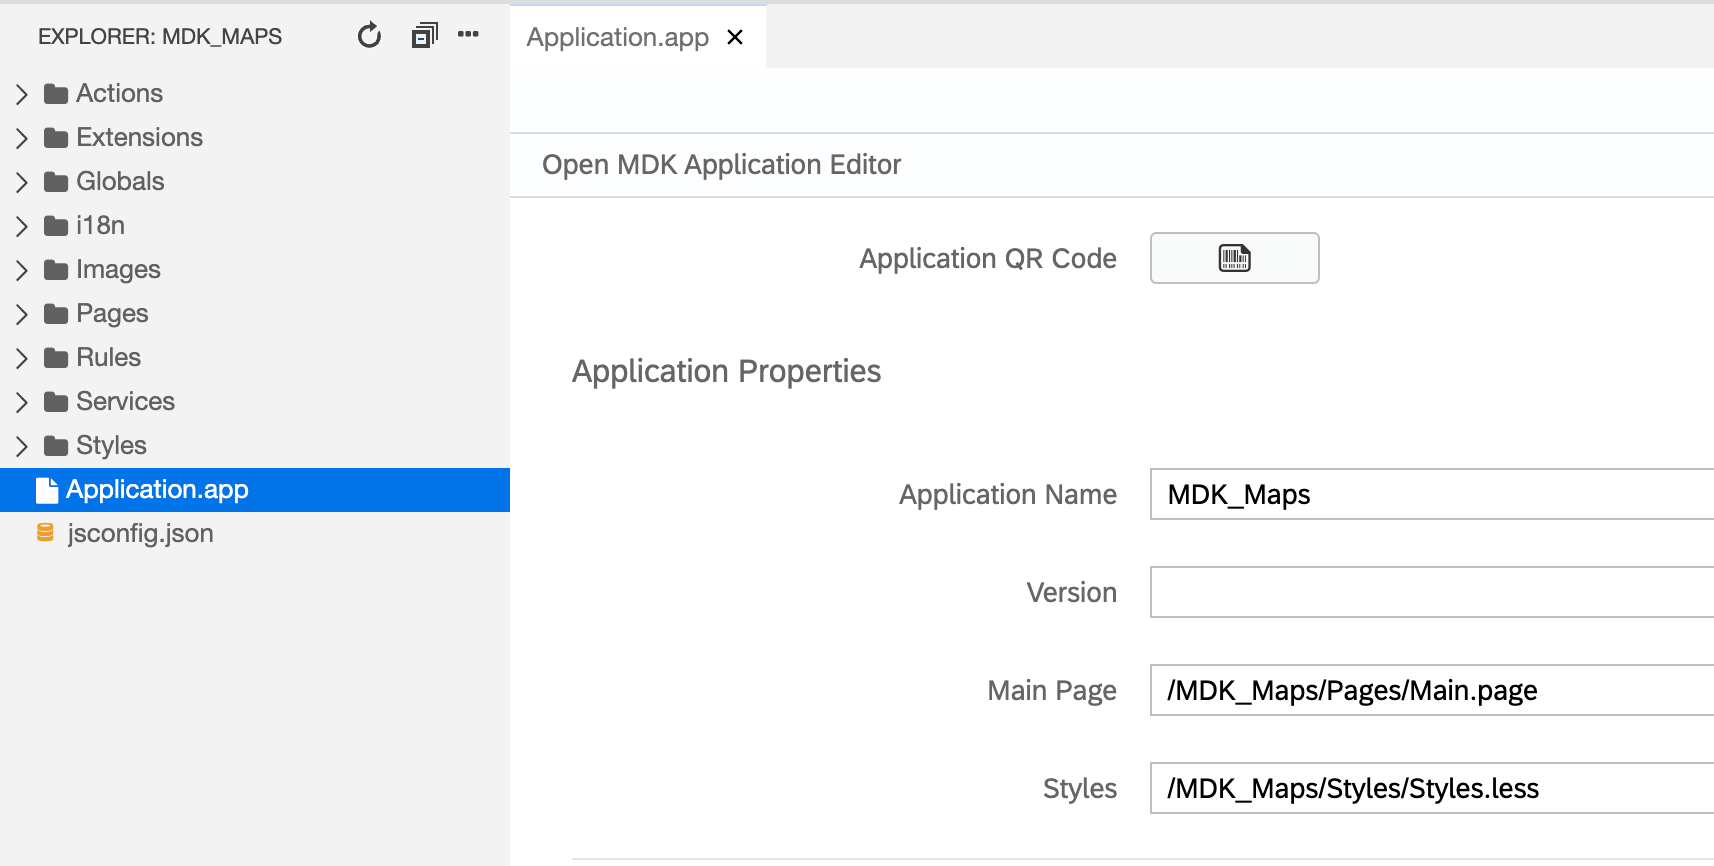 EXPLORER: MDK_MAPS
Actions
Extensions
Globals
i18n
Images
Pages
Rules
Services
Styles
Application.app
jsconfig.json
Application.app
Open MDK Application Editor
Application QR Code
Application Properties
Application Name MDK_Maps
Version
Main Page /MDK_Maps/Pages/Main.page
Styles /MDK_Maps/Styles/Styles.less